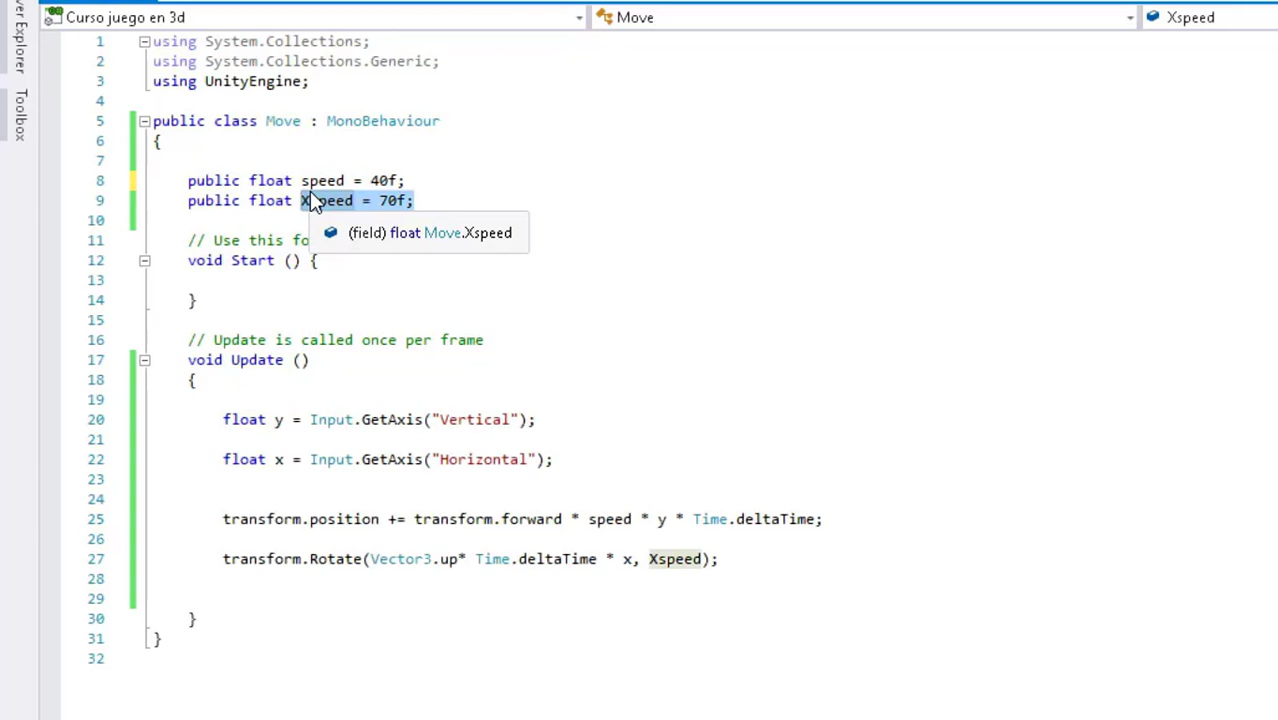 Curso juego en 3d
Move
Xspeed
ver Explorer
Toolbox
1 using System.Collections;
2 using System.Collections.Generic;
3 using UnityEngine;
4
5 public class Move : MonoBehaviour
6 {
7
8 public float speed = 40f;
9 public float Xspeed = 70f;
10
(field) float Move.Xspeed
11 // Use this fo
12 void Start () {
13
14 }
15
16 // Update is called once per frame
17 void Update ()
18 {
19
20 float y = Input.GetAxis("Vertical");
21
22 float x = Input.GetAxis("Horizontal");
23
24
25 transform.position += transform.forward * speed * y * Time.deltaTime;
26
27 transform.Rotate(Vector3.up* Time.deltaTime * x, Xspeed);
28
29
30 }
31 }
32